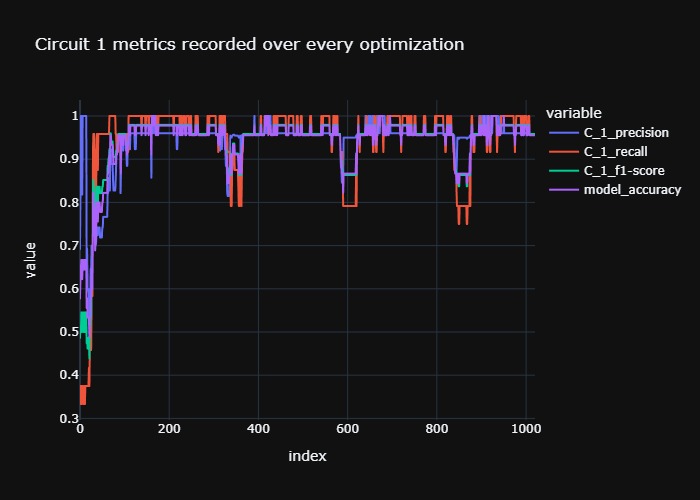 Circuit 1 metrics recorded over every optimization
variable
C_1_precision
C_1_recall
C_1_f1-score
model_accuracy
value
1
0.9
0.8
0.7
0.6
0.5
0.4
0.3
0 200 400 600 800 1000
index